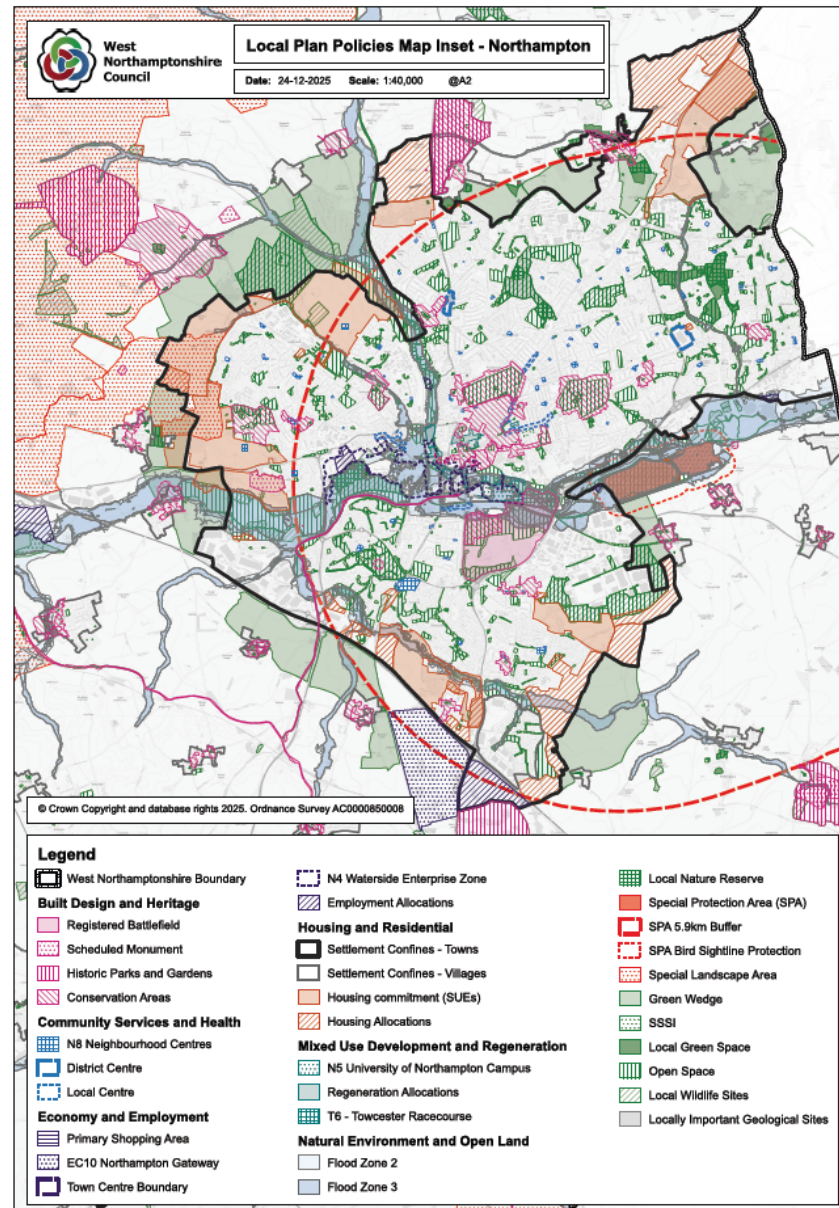 West
Northamptonshire
Council
Local Plan Policies Map Inset - Northampton
Date: 24-12-2025 Scale: 1:40,000 @A2
© Crown Copyright and database rights 2025. Ordnance Survey AC0000850008
Legend
West Northamptonshire Boundary
Built Design and Heritage
Registered Battlefield
Scheduled Monument
Historic Parks and Gardens
Conservation Areas
Community Services and Health
N8 Neighbourhood Centres
District Centre
Local Centre
Economy and Employment
Primary Shopping Area
EC10 Northampton Gateway
Town Centre Boundary
N4 Waterside Enterprise Zone
Employment Allocations
Housing and Residential
Settlement Confines - Towns
Settlement Confines - Villages
Housing commitment (SUEs)
Housing Allocations
Mixed Use Development and Regeneration
N5 University of Northampton Campus
Regeneration Allocations
T6 - Towcester Racecourse
Natural Environment and Open Land
Flood Zone 2
Flood Zone 3
Local Nature Reserve
Special Protection Area (SPA)
SPA 5.9km Buffer
SPA Bird Sightline Protection
Special Landscape Area
Green Wedge
SSSI
Local Green Space
Open Space
Local Wildlife Sites
Locally Important Geological Sites